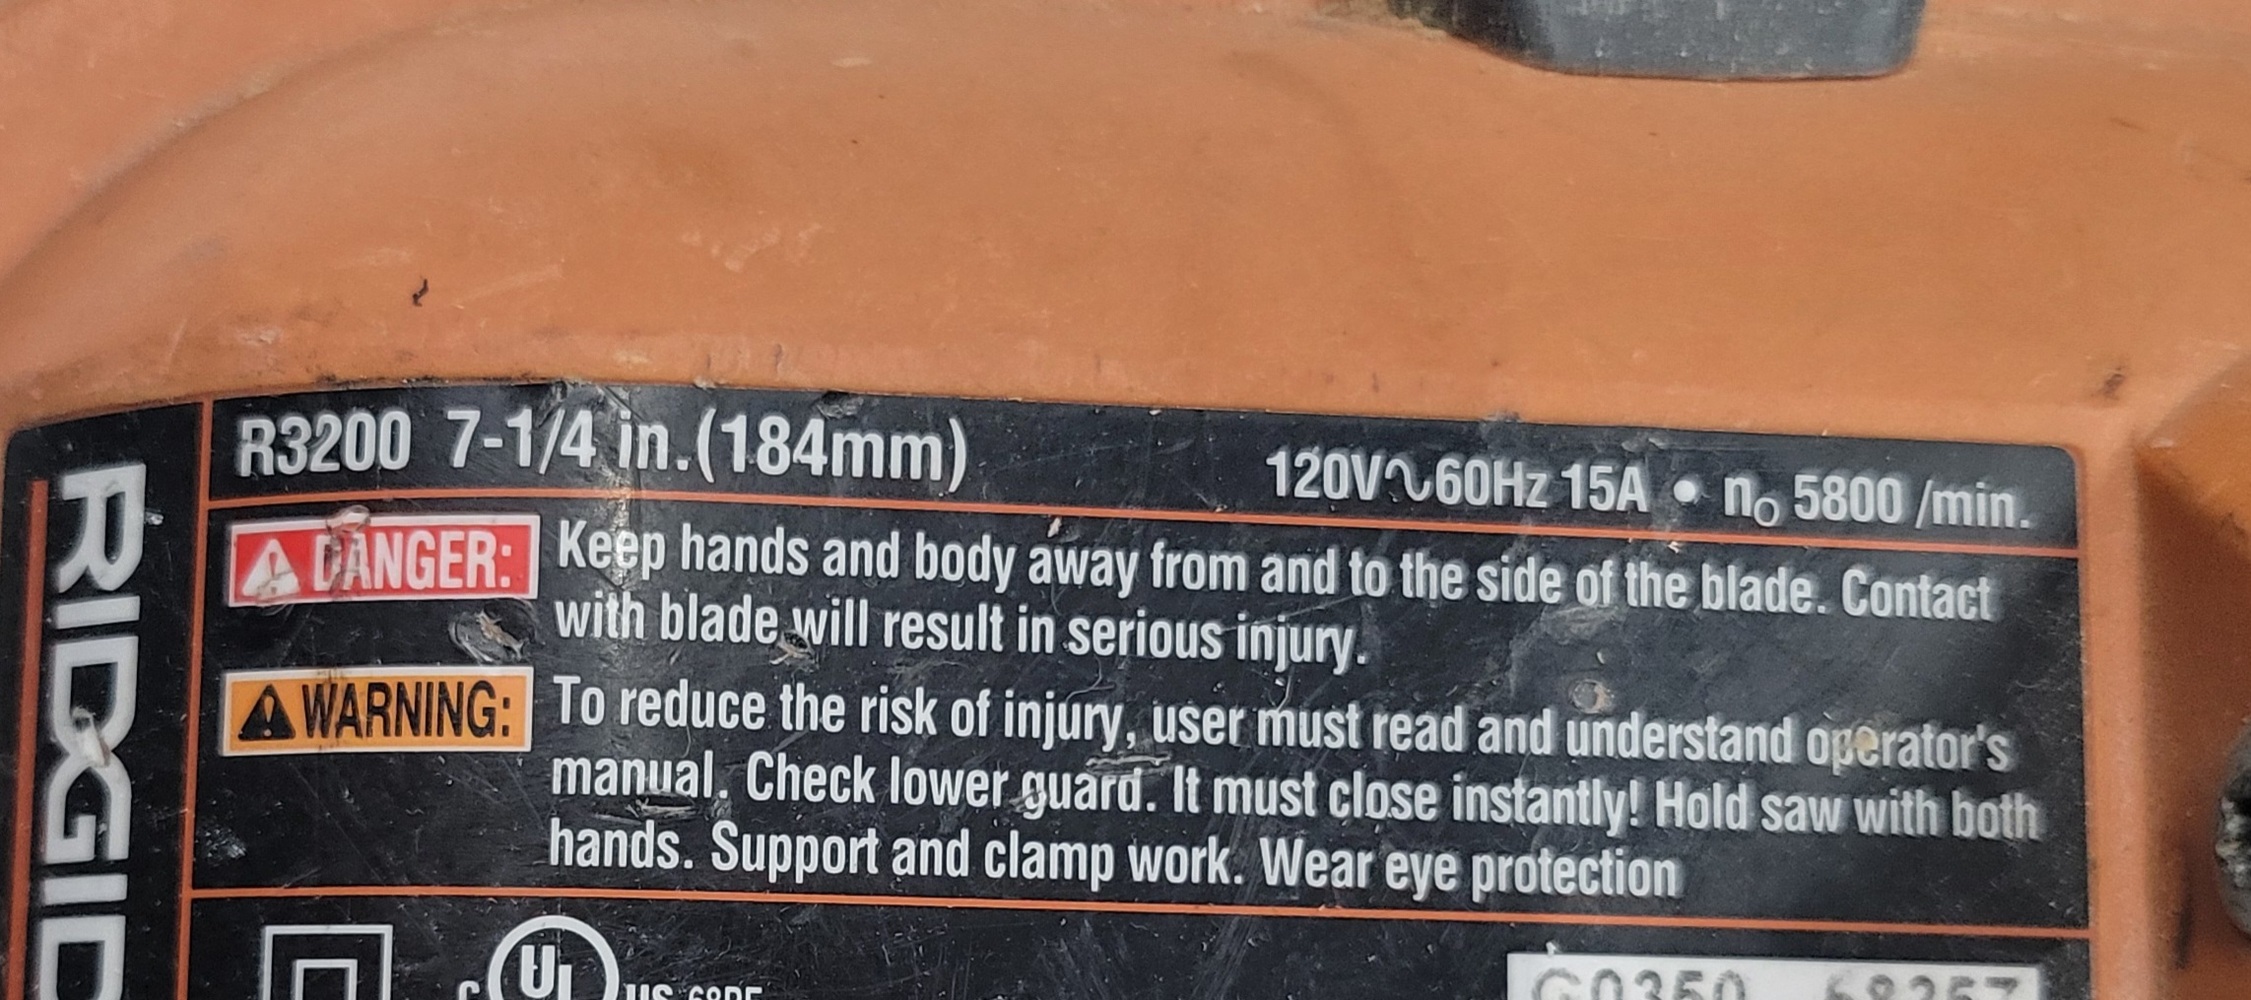 RIDGID
R3200 7-1/4 in.(184mm) 120V∿60Hz 15A • no 5800 /min.
DANGER: Keep hands and body away from and to the side of the blade. Contact
with blade will result in serious injury.
WARNING: To reduce the risk of injury, user must read and understand operator's
manual. Check lower guard. It must close instantly! Hold saw with both
hands. Support and clamp work. Wear eye protection
C UL US